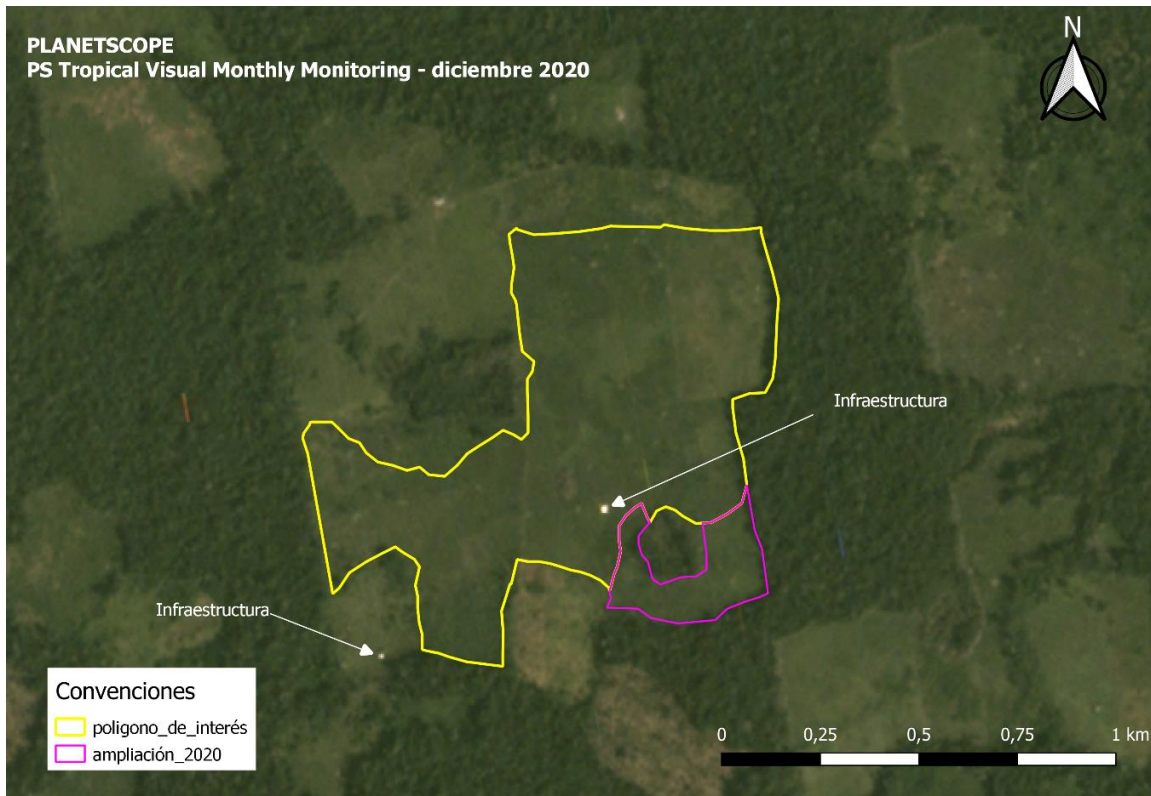 PLANETSCOPE
PS Tropical Visual Monthly Monitoring - diciembre 2020
N
Infraestructura
Infraestructura
Convenciones
poligono_de_interés
ampliación_2020
0 0,25 0,5 0,75 1 km